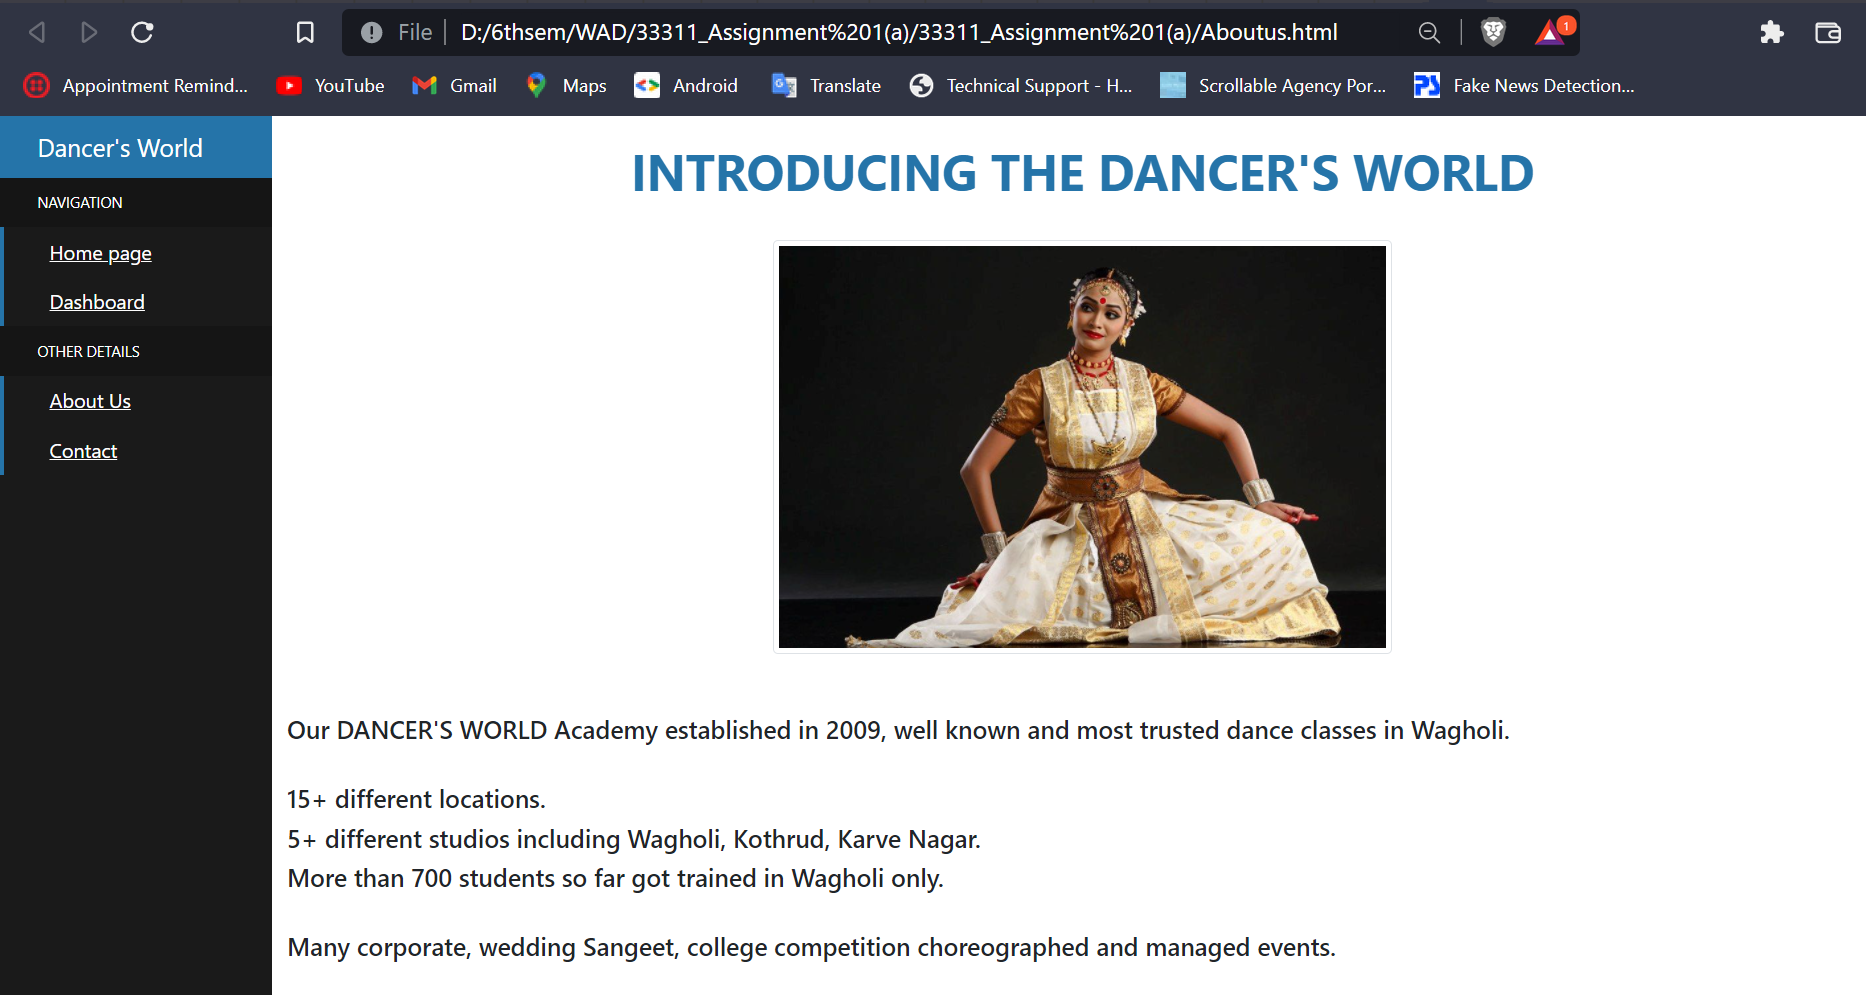 File D:/6thsem/WAD/33311_Assignment%201(a)/33311_Assignment%201(a)/Aboutus.html 1
Appointment Remind... YouTube Gmail Maps Android Translate Technical Support - H... Scrollable Agency Por... PS Fake News Detection...
Dancer's World
NAVIGATION
Home page
Dashboard
OTHER DETAILS
About Us
Contact
INTRODUCING THE DANCER'S WORLD
Our DANCER'S WORLD Academy established in 2009, well known and most trusted dance classes in Wagholi.
15+ different locations.
5+ different studios including Wagholi, Kothrud, Karve Nagar.
More than 700 students so far got trained in Wagholi only.
Many corporate, wedding Sangeet, college competition choreographed and managed events.